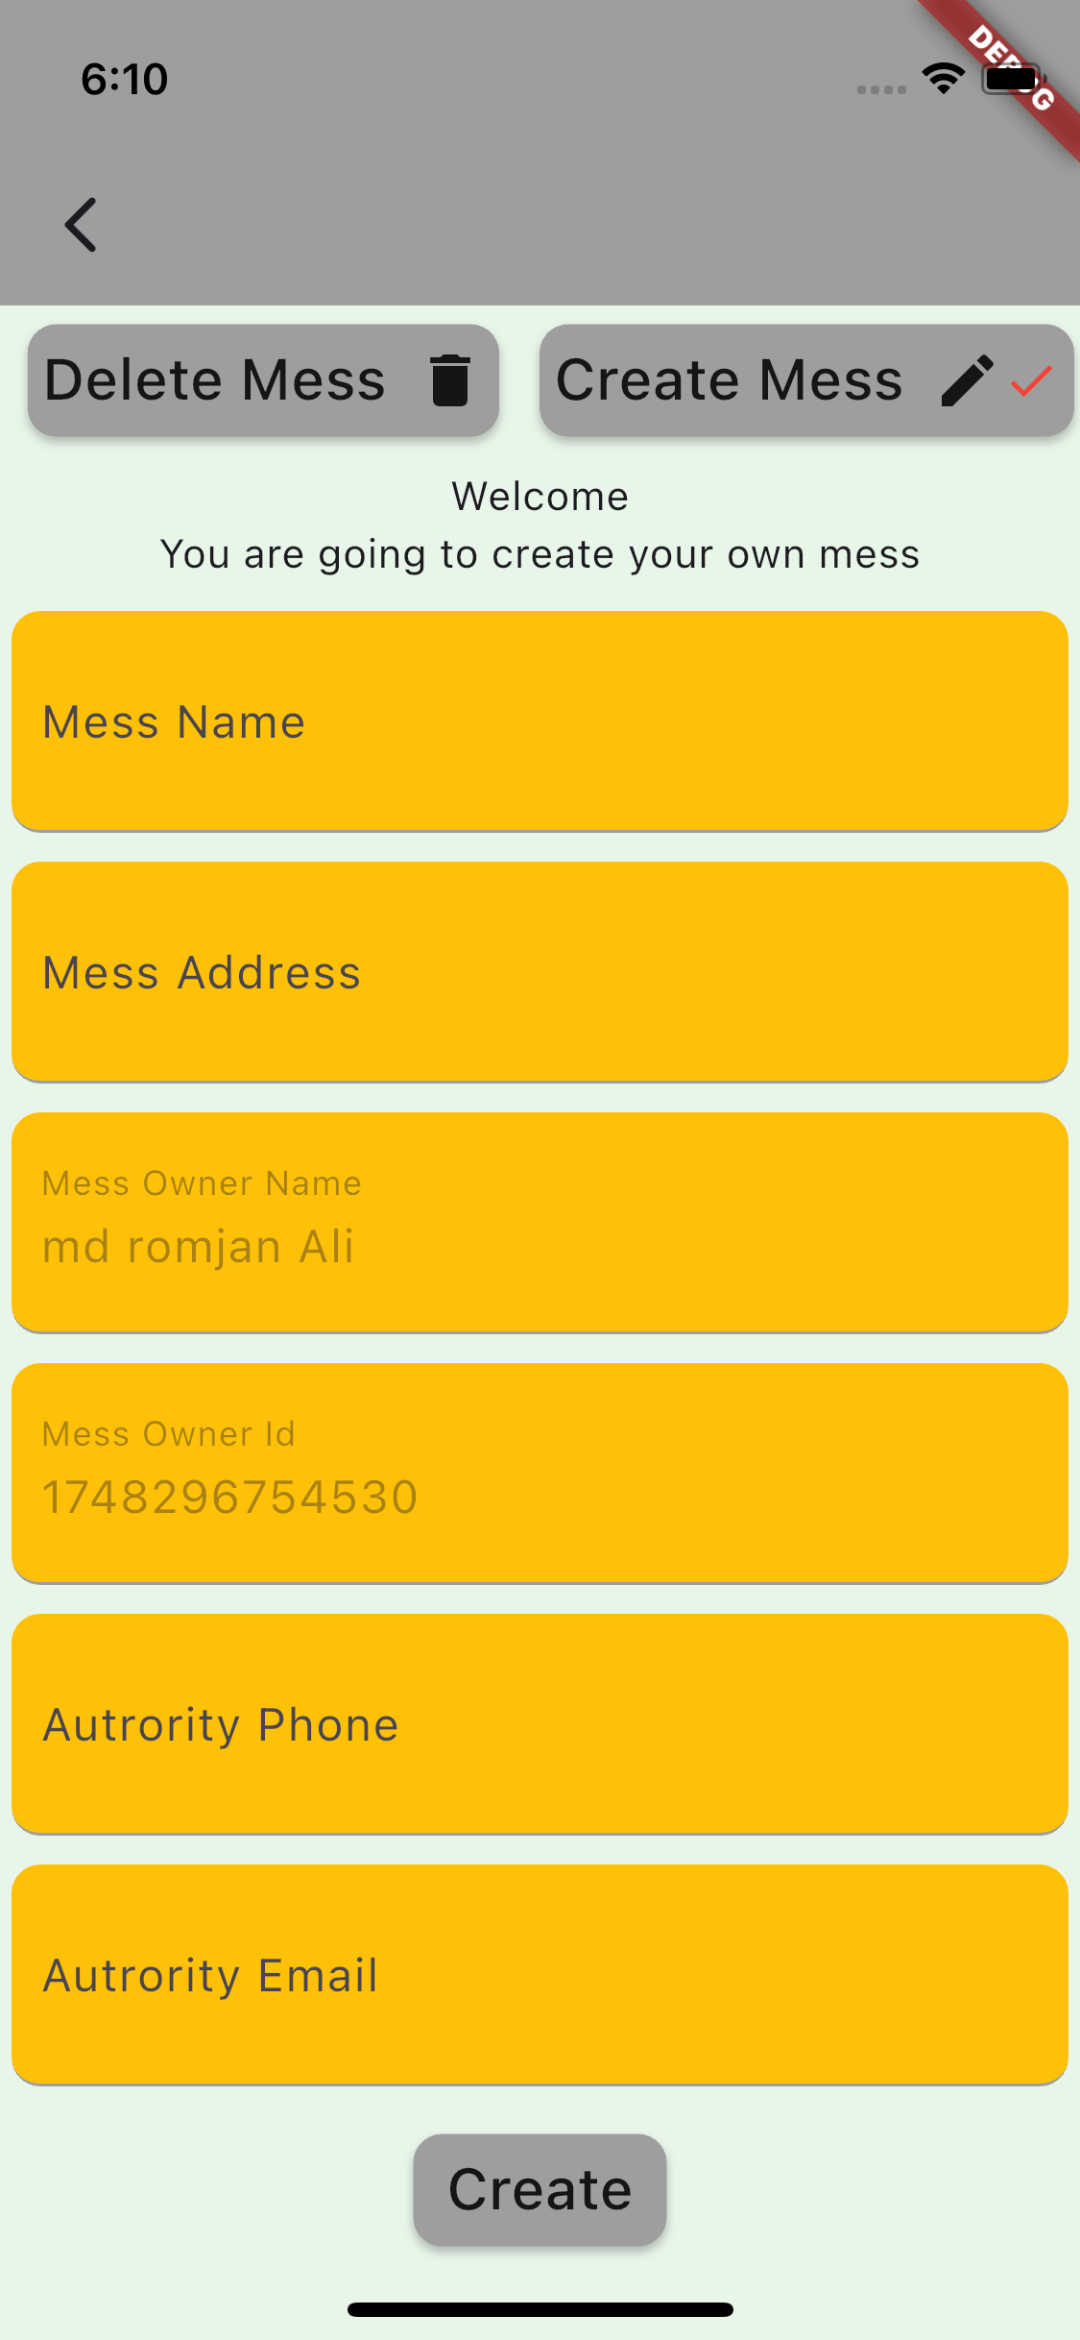 6:10
DEBUG
Delete Mess
Create Mess
Welcome
You are going to create your own mess
Mess Name
Mess Address
Mess Owner Name
md romjan Ali
Mess Owner Id
1748296754530
Autrority Phone
Autrority Email
Create